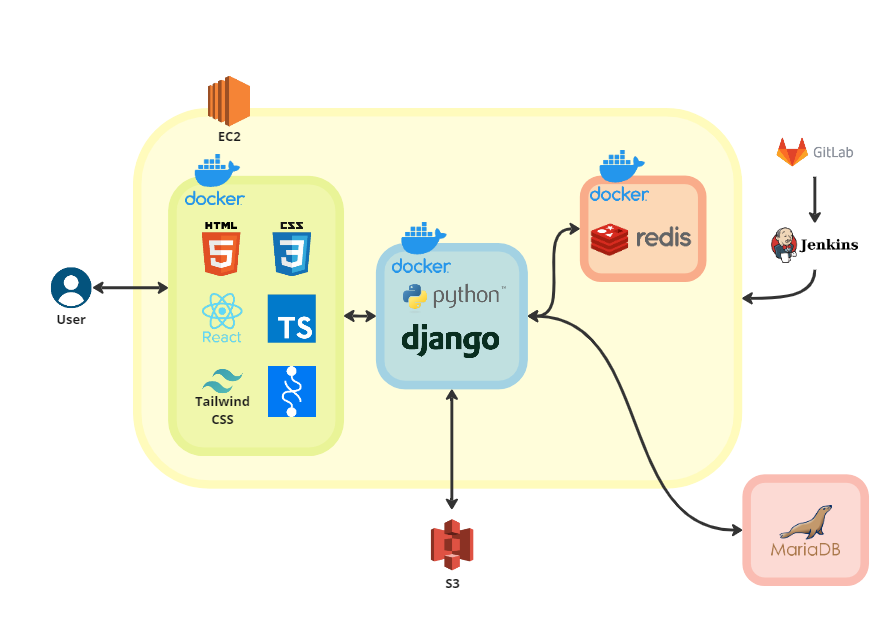 EC2
docker
HTML
5
CSS
3
React
TS
Tailwind
CSS
User
docker
python™
django
docker
redis
GitLab
Jenkins
MariaDB
S3